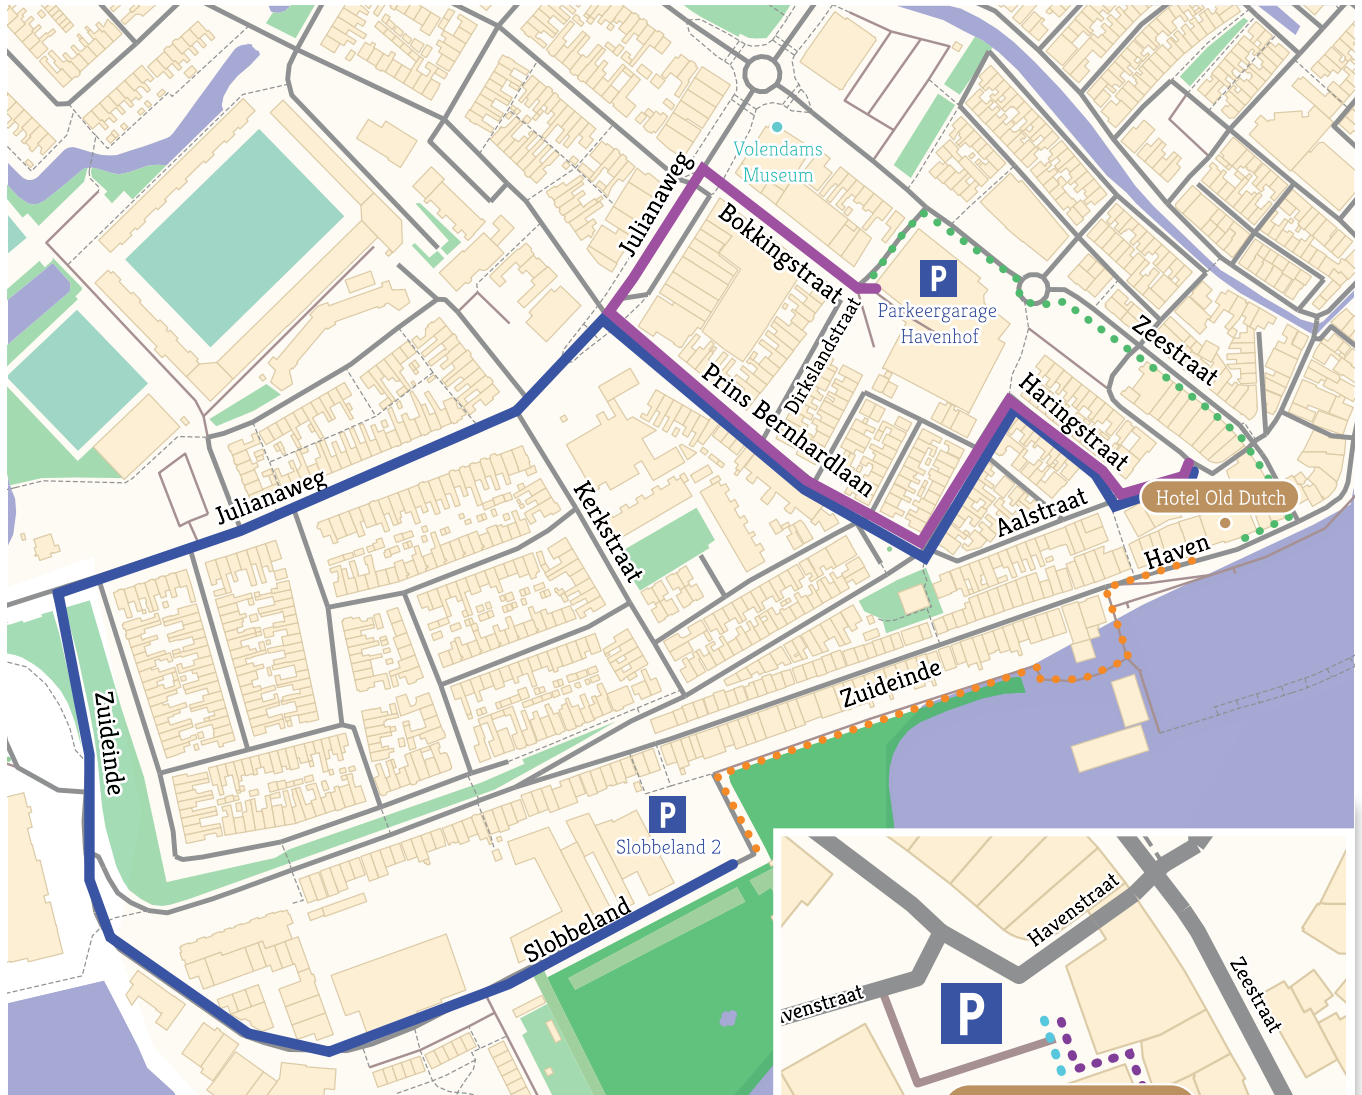 Volendams
Museum
Julianaweg
Bokkingstraat
P
Parkeergarage
Havenhof
Dirkslandstraat
Zeestraat
Prins Bernhardlaan
Haringstraat
Julianaweg
Kerkstraat
Aalstraat
Hotel Old Dutch
Haven
Zuideinde
Zuideinde
P
Slobbeland 2
Slobbeland
Havenstraat
Zeestraat
venstraat
P